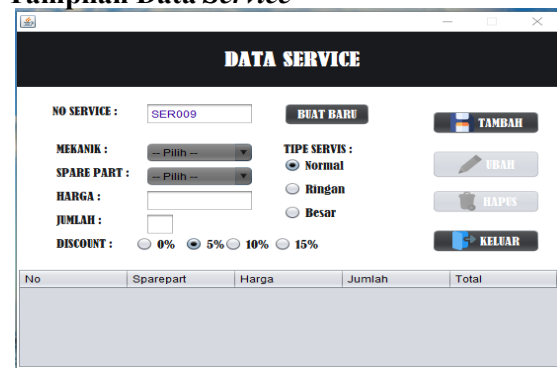 Tampilan Data Service
DATA SERVICE
NO SERVICE : SER009 BUAT BARU
TAMBAH
MEKANIK : -- Pilih -- TIPE SERVIS :
SPARE PART : -- Pilih -- Normal
UBAH
HARGA : Ringan
HAPUS
JUMLAH : Besar
DISCOUNT : 0% 5% 10% 15%
KELUAR
No Sparepart Harga Jumlah Total